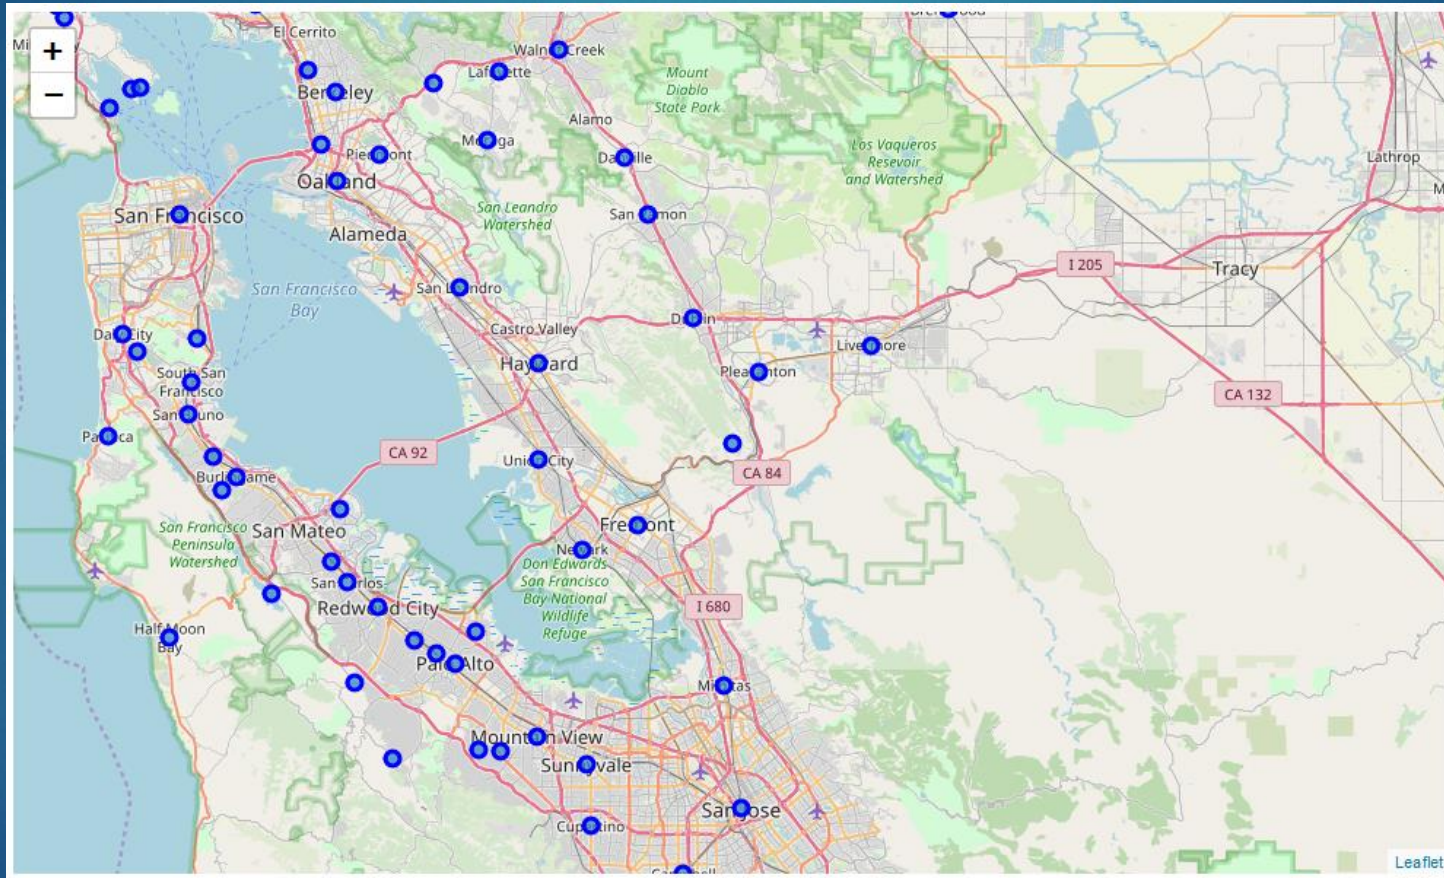 El Cerrito
+
−
Berkeley
Walnut Creek
Lafayette
Mount
Diablo
State Park
Alamo
Moraga
Danville
Los Vaqueros
Resevoir
and Watershed
Lathrop
Piedmont
Oakland
San Francisco
San Leandro
Watershed
San Ramon
Alameda
San Francisco
Bay
San Leandro
I 205
Tracy
Castro Valley
Dublin
Daly City
Livermore
Hayward
Pleasanton
South San
Francisco
San Bruno
CA 132
Pacifica
CA 92
Union City
CA 84
Burlingame
San Francisco
Peninsula
Watershed
San Mateo
Fremont
Newark
Don Edwards
San Francisco
Bay National
Wildlife
Refuge
San Carlos
Redwood City
I 680
Half Moon
Bay
Palo Alto
Milpitas
Mountain View
Sunnyvale
San Jose
Cupertino
Campbell
Leaflet